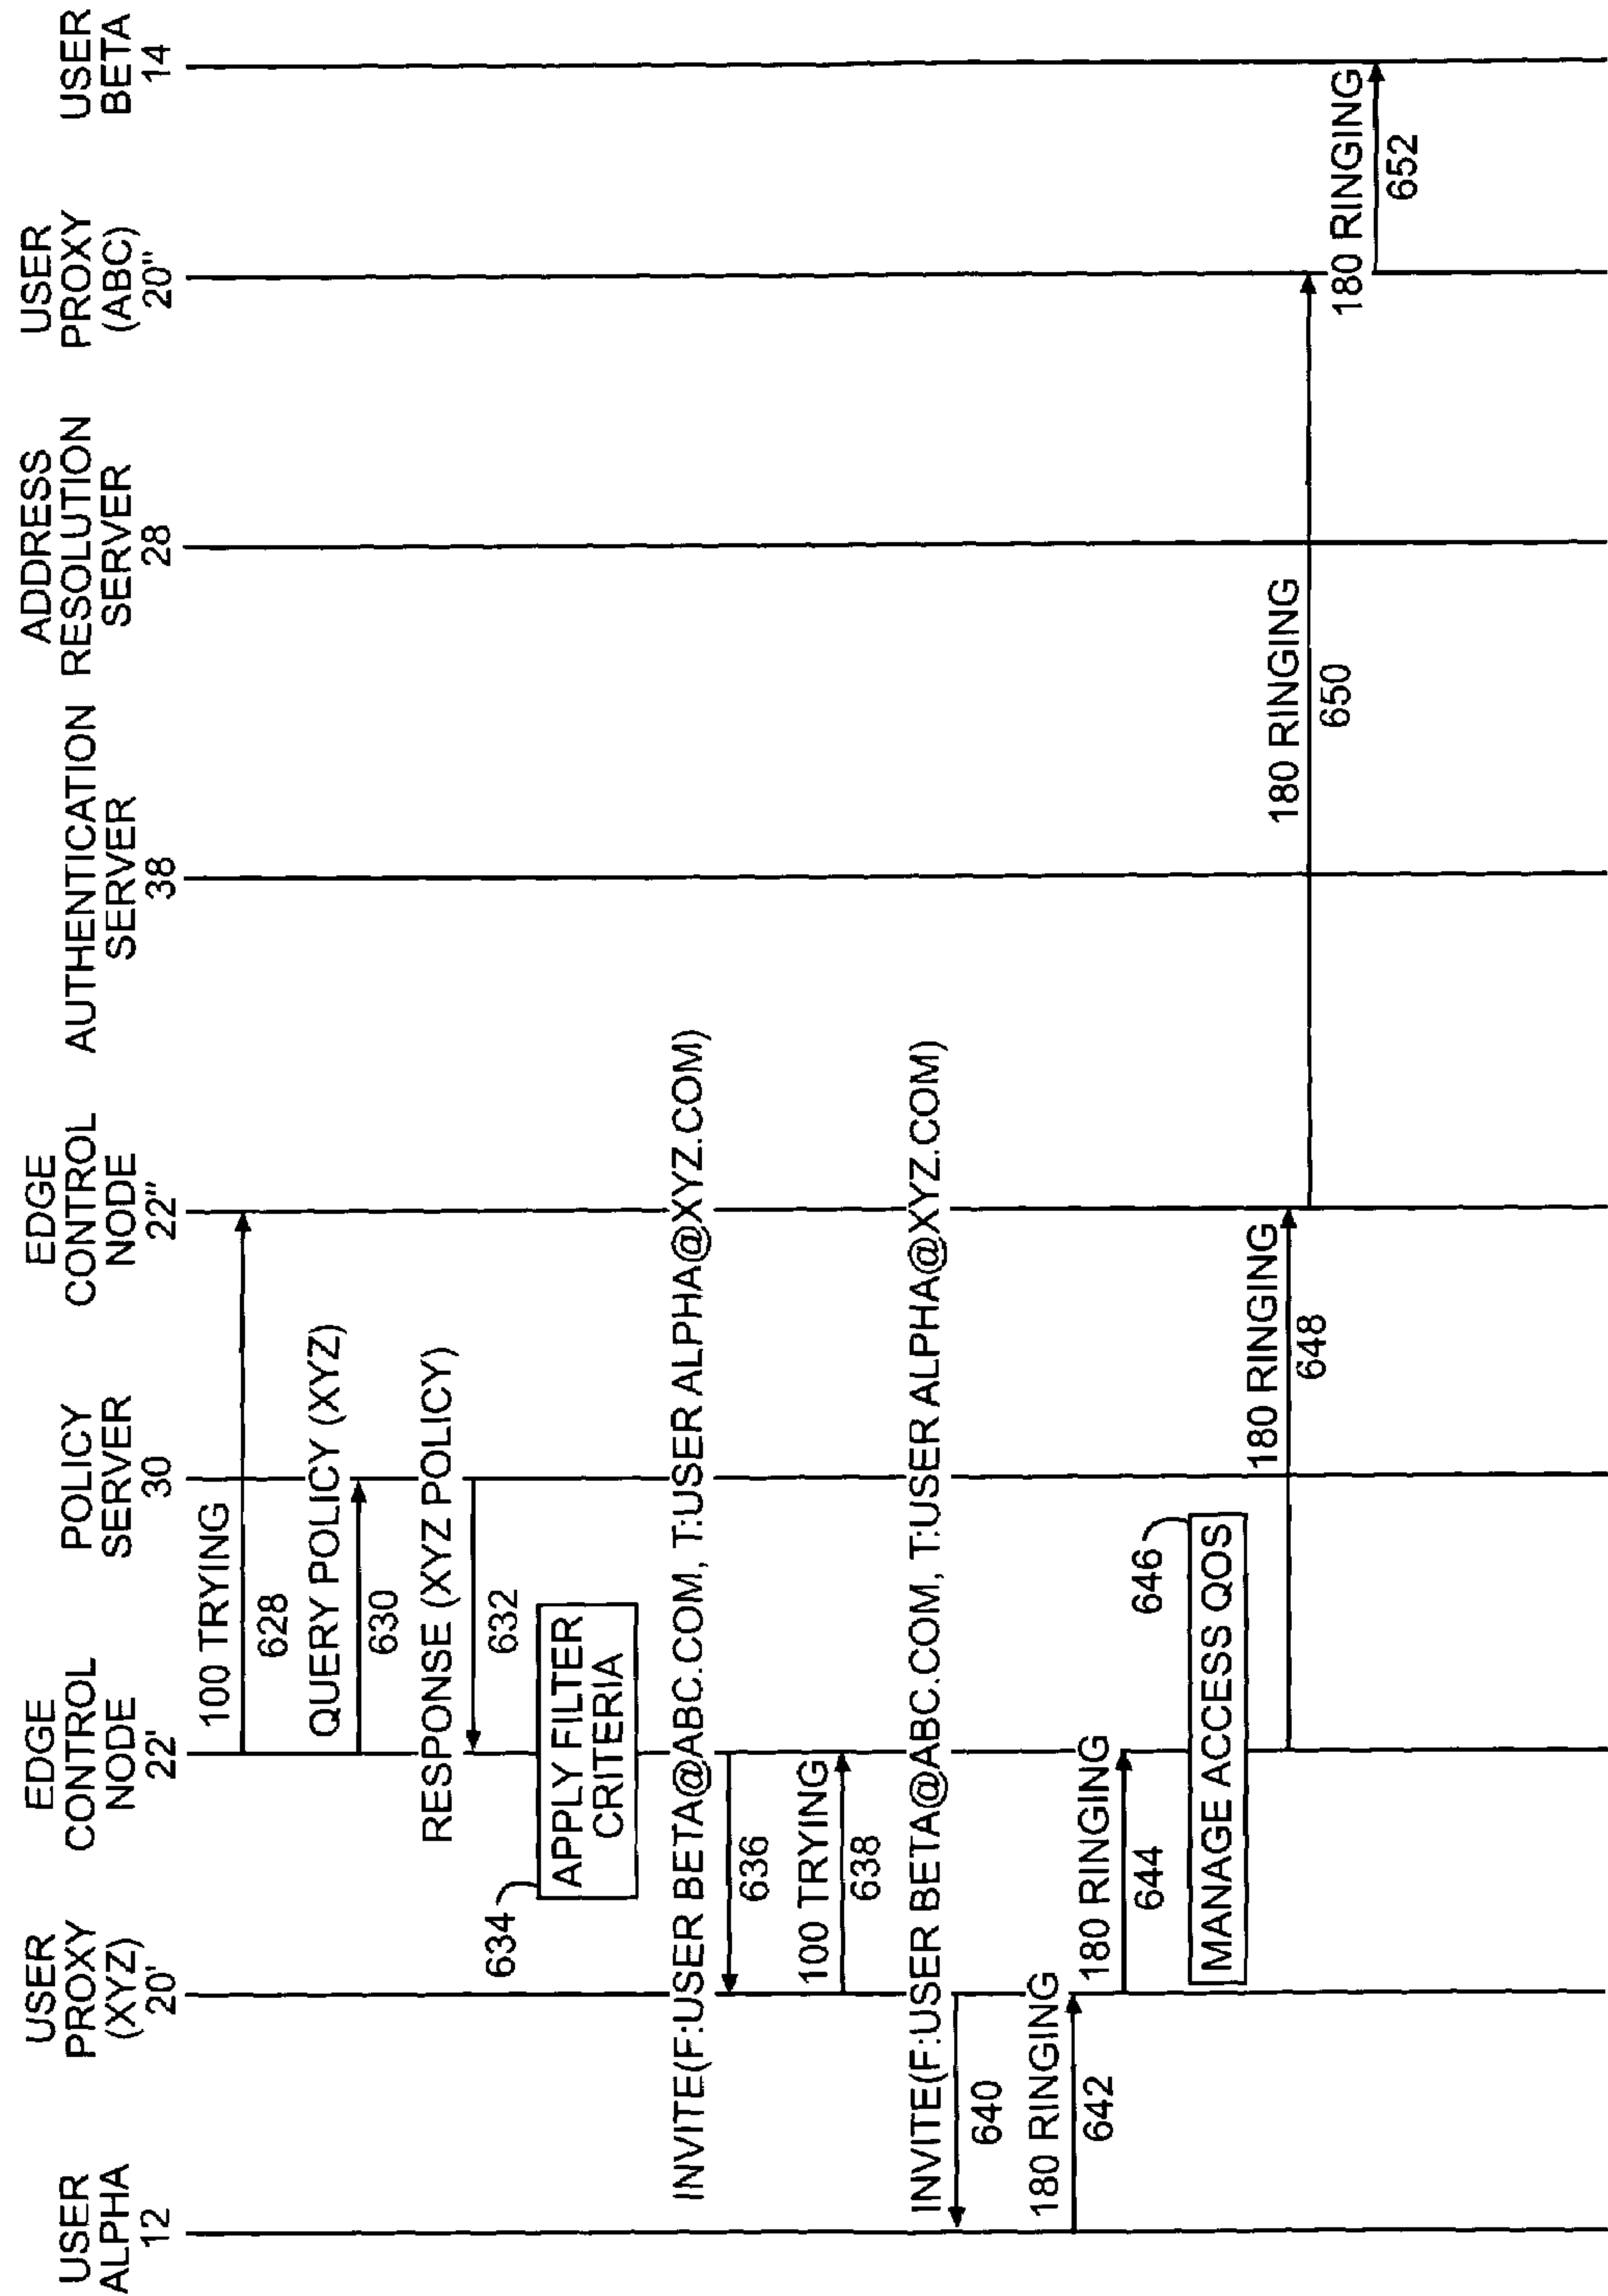 USER
ALPHA
12
USER
PROXY
(XYZ)
20'
EDGE
CONTROL
NODE
22'
POLICY
SERVER
30
EDGE
CONTROL
NODE
22"
AUTHENTICATION
SERVER
38
ADDRESS
RESOLUTION
SERVER
28
USER
PROXY
(ABC)
20"
USER
BETA
14
100 TRYING
628
QUERY POLICY (XYZ)
630
RESPONSE (XYZ POLICY)
632
634
APPLY FILTER
CRITERIA
INVITE(F:USER BETA@ABC.COM, T:USER ALPHA@XYZ.COM)
636
100 TRYING
638
INVITE(F:USER BETA@ABC.COM, T:USER ALPHA@XYZ.COM)
640
180 RINGING
642
180 RINGING
644
646
MANAGE ACCESS QOS
180 RINGING
648
180 RINGING
650
180 RINGING
652